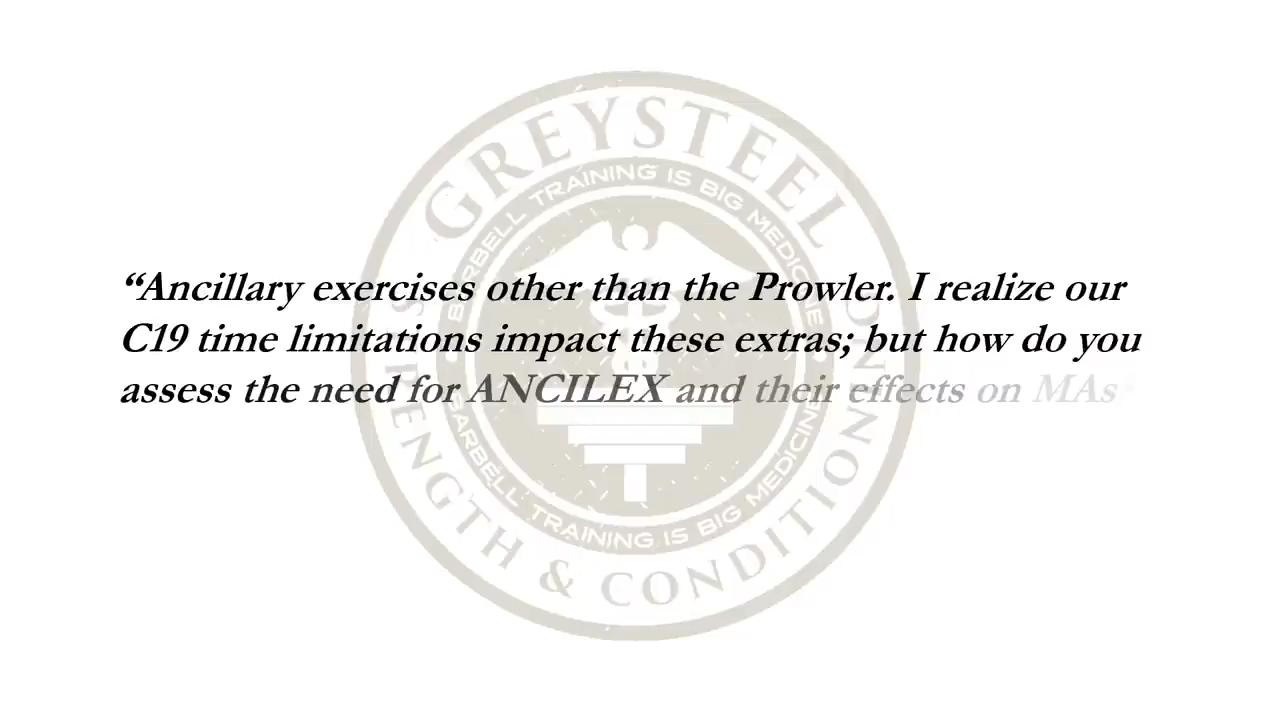 “Ancillary exercises other than the Prowler. I realize our
C19 time limitations impact these extras; but how do you
assess the need for ANCILEX and their effects on MAs
GREYSTEEL
STRENGTH & CONDITIONING
BARBELL TRAINING IS BIG MEDICINE
BARBELL TRAINING IS BIG MEDICINE